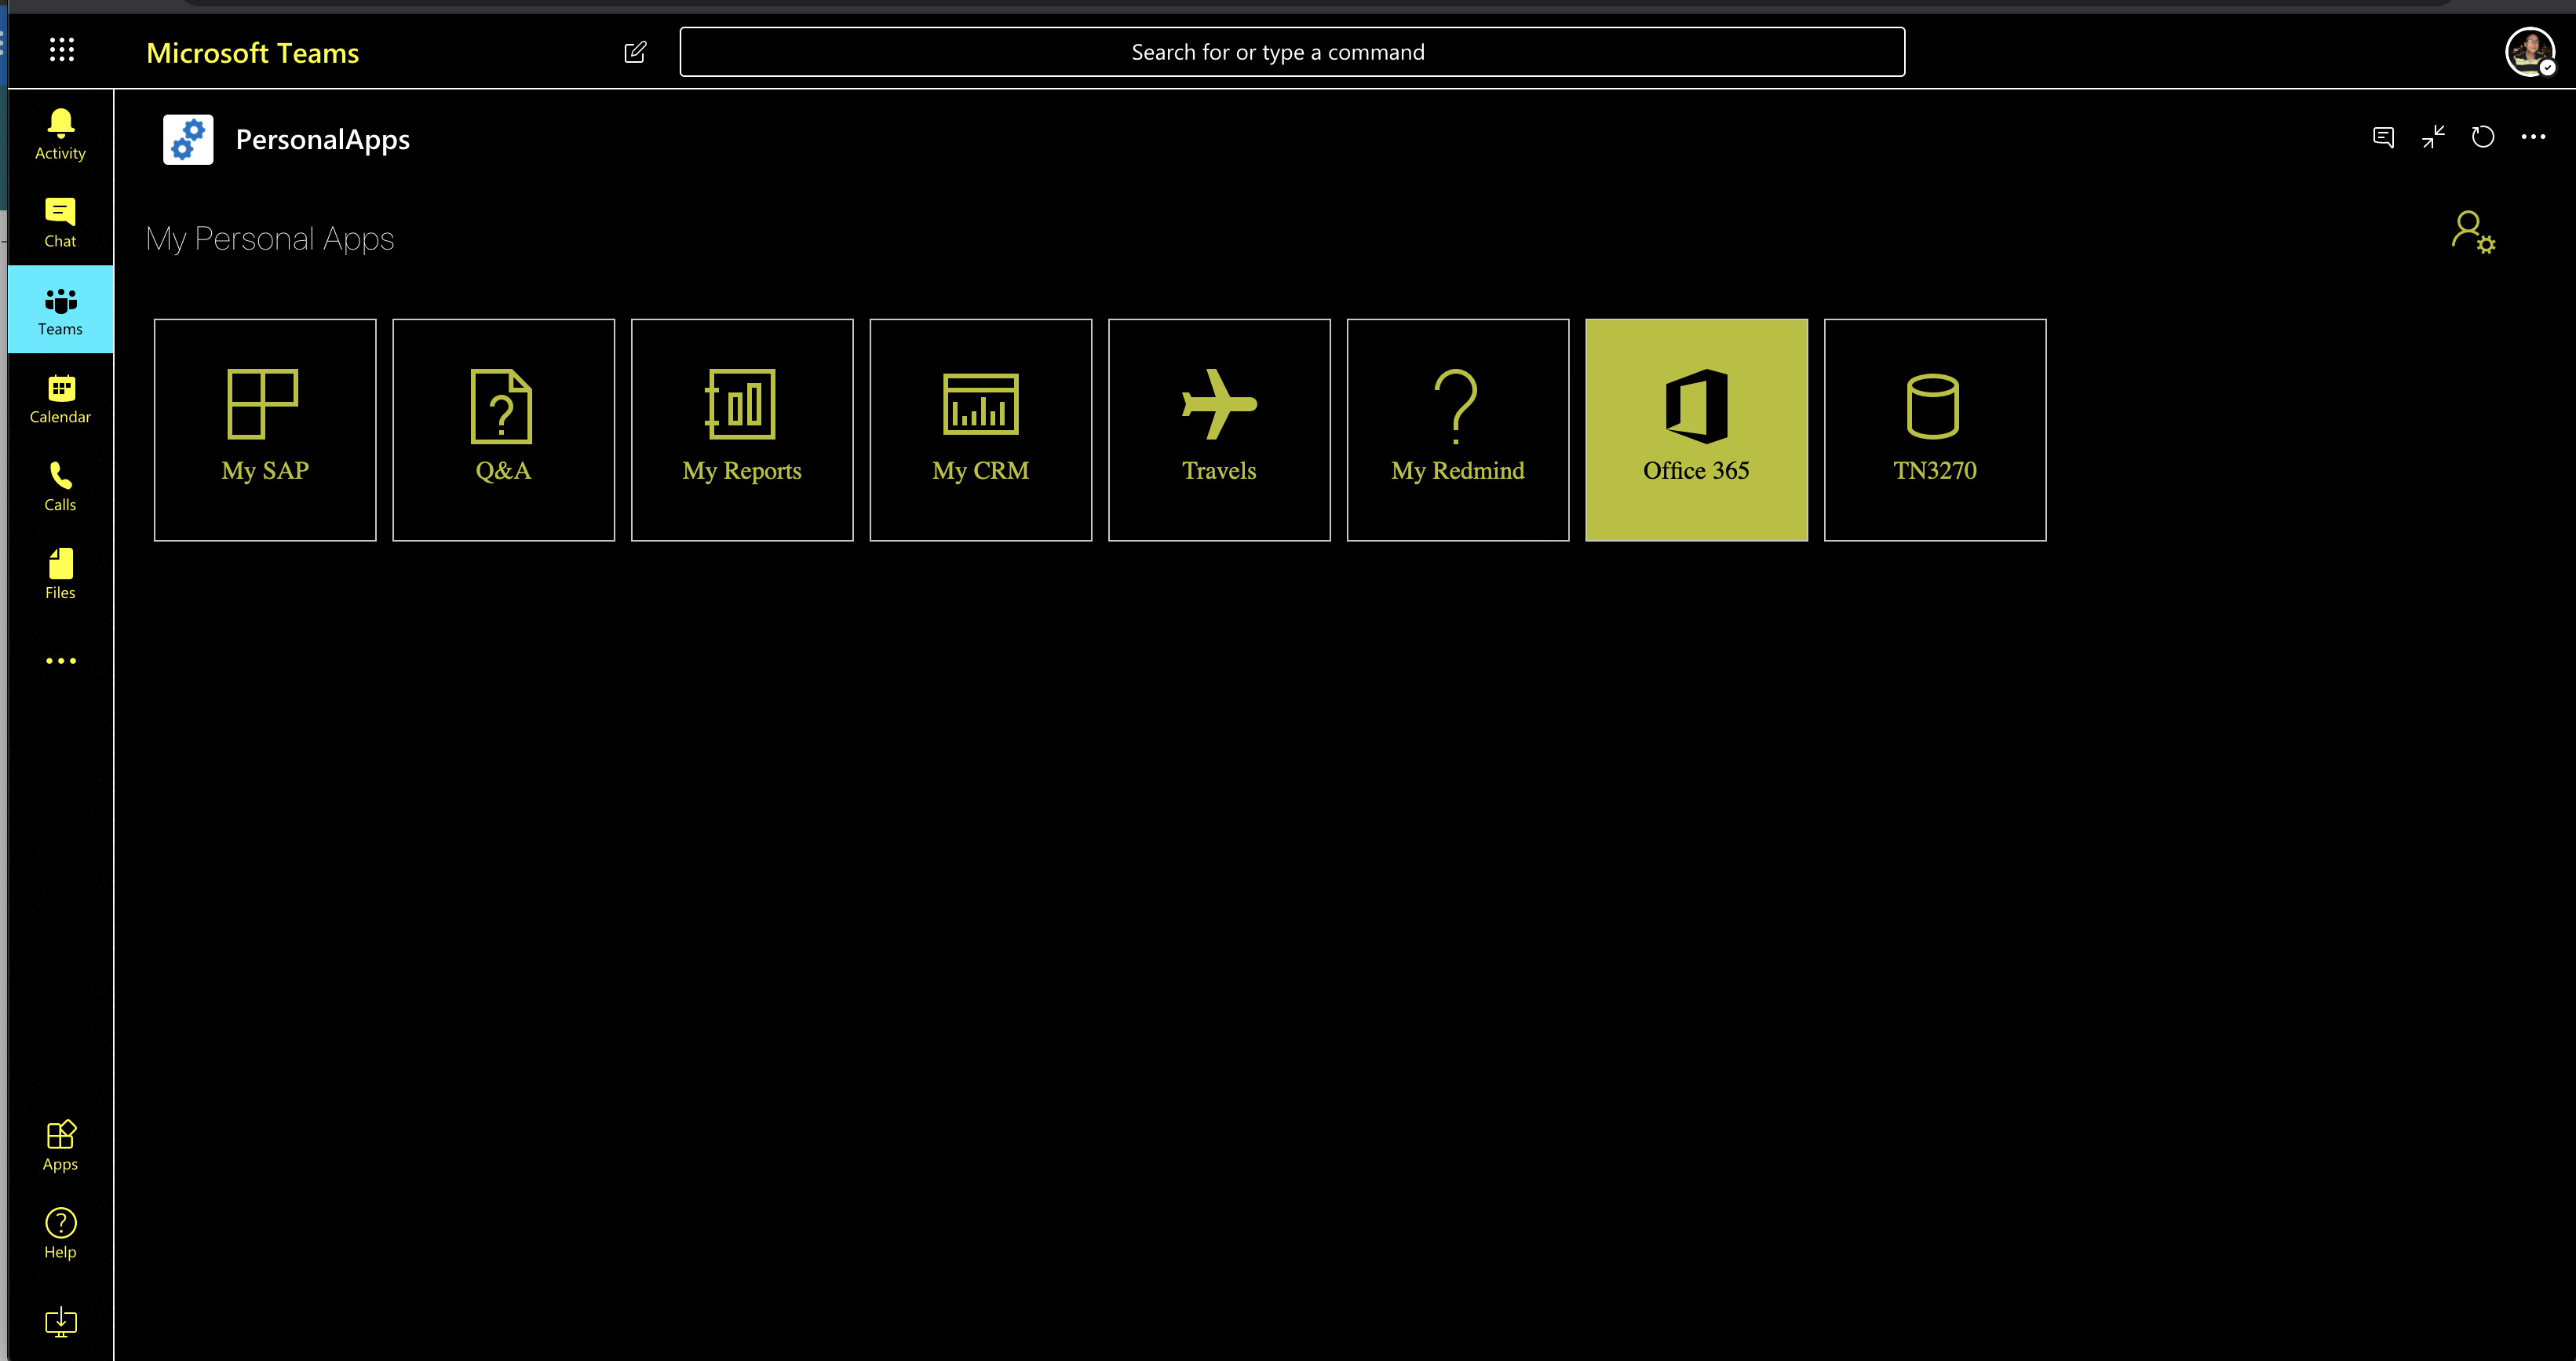 Microsoft Teams
Search for or type a command
Activity
Chat
Teams
Calendar
Calls
Files
Apps
Help
PersonalApps
My Personal Apps
My SAP
Q&A
My Reports
My CRM
Travels
My Redmind
Office 365
TN3270